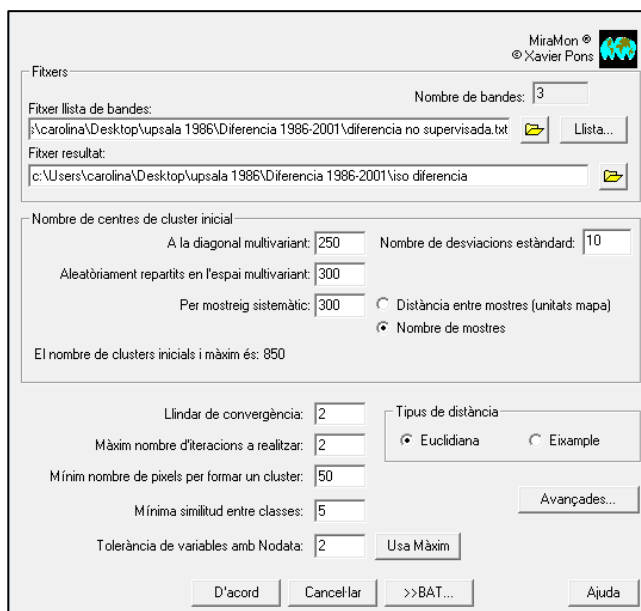 MiraMon ®
© Xavier Pons
Fitxers
Nombre de bandes: 3
Fitxer llista de bandes:
s\carolina\Desktop\upsala 1986\Diferencia 1986-2001\diferencia no supervisada.txt Llista...
Fitxer resultat:
c:\Users\carolina\Desktop\upsala 1986\Diferencia 1986-2001\iso diferencia
Nombre de centres de cluster inicial
A la diagonal multivariant: 250 Nombre de desviacions estàndard: 10
Aleatòriament repartits en l'espai multivariant: 300
Per mostreig sistemàtic: 300 Distància entre mostres (unitats mapa)
Nombre de mostres
El nombre de clusters inicials i màxim és: 850
Llindar de convergència: 2 Tipus de distància
Màxim nombre d'iteracions a realitzar: 2 Euclidiana Eixample
Mínim nombre de pixels per formar un cluster: 50
Mínima similitud entre classes: 5 Avançades...
Tolerància de variables amb Nodata: 2 Usa Màxim
D'acord Cancel·lar >>BAT... Ajuda